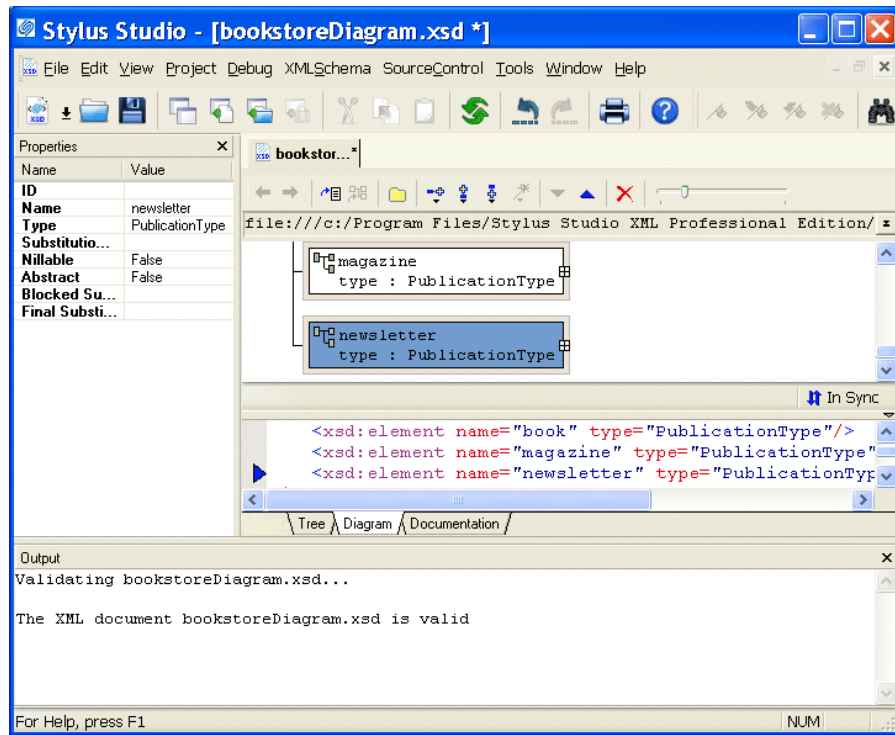 Stylus Studio - [bookstoreDiagram.xsd *]
File Edit View Project Debug XMLSchema SourceControl Tools Window Help
XSD
Properties
bookstor...*
Name Value
ID
Name newsletter
Type PublicationType
Substitutio...
Nillable False
Abstract False
Blocked Su...
Final Substi...
file:///c:/Program Files/Stylus Studio XML Professional Edition/
magazine
type : PublicationType
newsletter
type : PublicationType
In Sync
<xsd:element name="book" type="PublicationType"/>
<xsd:element name="magazine" type="PublicationType"
<xsd:element name="newsletter" type="PublicationTyp
Tree Diagram Documentation
Output
Validating bookstoreDiagram.xsd...
The XML document bookstoreDiagram.xsd is valid
For Help, press F1
NUM